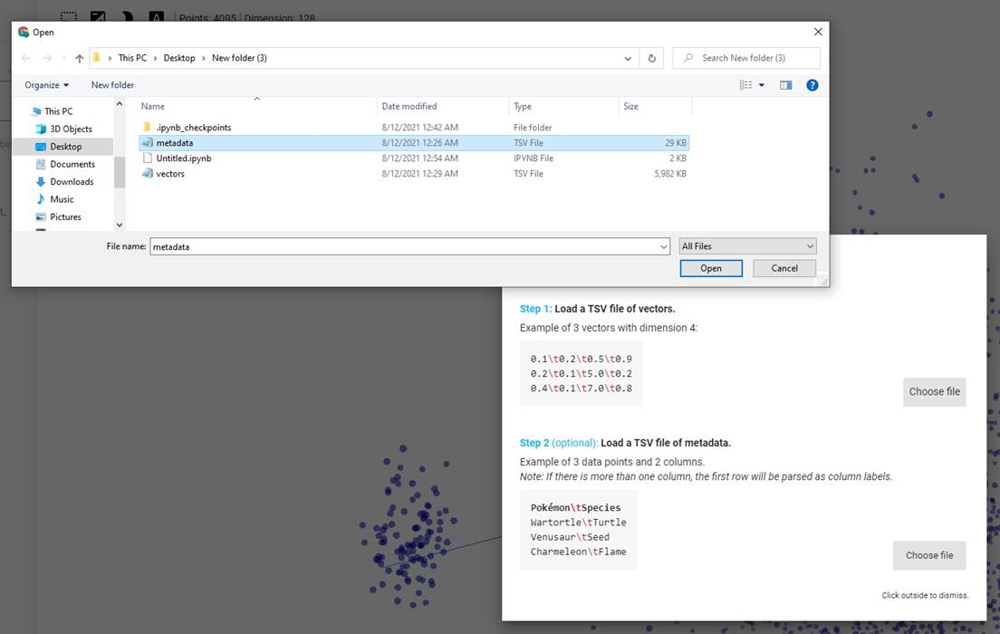 Points: 4095 | Dimension: 128
A
Open
This PC > Desktop > New folder (3)
Search New folder (3)
Organize
New folder
?
Name Date modified Type Size
This PC
3D Objects
Desktop
Documents
Downloads
Music
Pictures
.ipynb_checkpoints 8/12/2021 12:42 AM File folder
metadata 8/12/2021 12:26 AM TSV File 29 KB
Untitled.ipynb 8/12/2021 12:54 AM IPYNB File 2 KB
vectors 8/12/2021 12:29 AM TSV File 5,982 KB
File name: metadata All Files
Open Cancel
Step 1: Load a TSV file of vectors.
Example of 3 vectors with dimension 4:
0.1\t0.2\t0.5\t0.9
0.2\t0.1\t5.0\t0.2
0.4\t0.1\t7.0\t0.8
Choose file
Step 2 (optional): Load a TSV file of metadata.
Example of 3 data points and 2 columns.
Note: If there is more than one column, the first row will be parsed as column labels.
Pokémon\tSpecies
Wartortle\tTurtle
Venusaur\tSeed
Charmeleon\tFlame
Choose file
Click outside to dismiss.